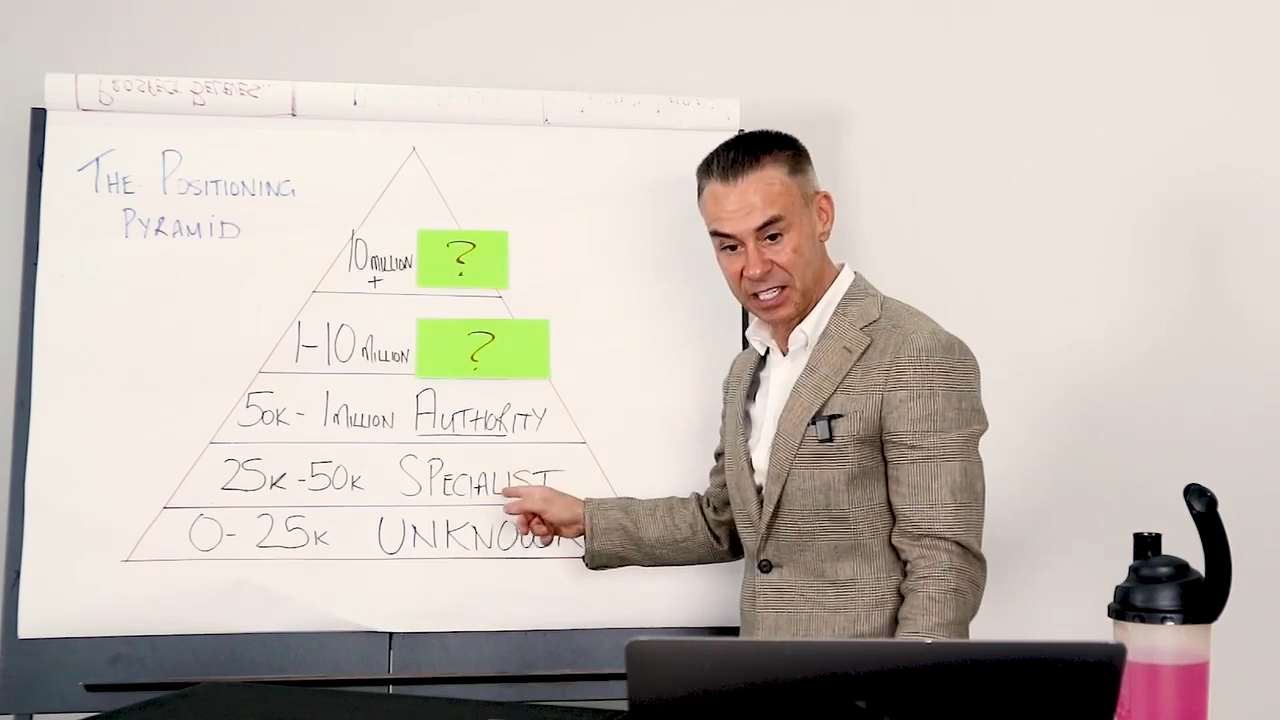 THE POSITIONING
PYRAMID
10 MILLION ?
+
1-10 MILLION ?
50K - 1 MILLION AUTHORITY
25K - 50K SPECIALIST
0 - 25K UNKNOWN